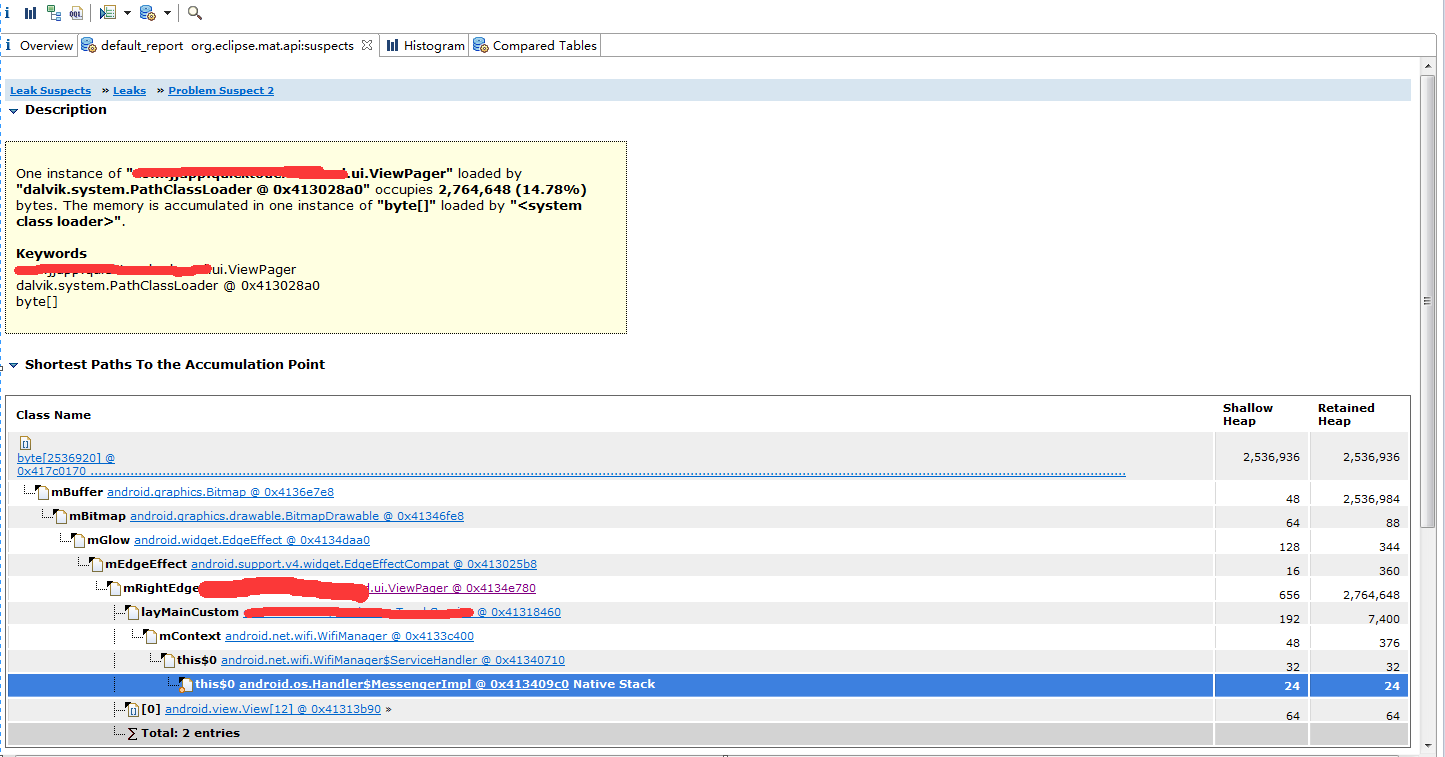 Overview
default_report org.eclipse.mat.api:suspects
Histogram
Compared Tables
Leak Suspects » Leaks » Problem Suspect 2
Description
One instance of " .ui.ViewPager" loaded by
"dalvik.system.PathClassLoader @ 0x413028a0" occupies 2,764,648 (14.78%)
bytes. The memory is accumulated in one instance of "byte[]" loaded by "<system
class loader>".
Keywords
ui.ViewPager
dalvik.system.PathClassLoader @ 0x413028a0
byte[]
Shortest Paths To the Accumulation Point
Class Name Shallow Heap Retained Heap
byte[2536920] @
0x417c0170 2,536,936 2,536,936
mBuffer android.graphics.Bitmap @ 0x4136e7e8 48 2,536,984
mBitmap android.graphics.drawable.BitmapDrawable @ 0x41346fe8 64 88
mGlow android.widget.EdgeEffect @ 0x4134daa0 128 344
mEdgeEffect android.support.v4.widget.EdgeEffectCompat @ 0x413025b8 16 360
mRightEdge .ui.ViewPager @ 0x4134e780 656 2,764,648
layMainCustom @ 0x41318460 192 7,400
mContext android.net.wifi.WifiManager @ 0x4133c400 48 376
this$0 android.net.wifi.WifiManager$ServiceHandler @ 0x41340710 32 32
this$0 android.os.Handler$MessengerImpl @ 0x413409c0 Native Stack 24 24
[0] android.view.View[12] @ 0x41313b90 » 64 64
Σ Total: 2 entries